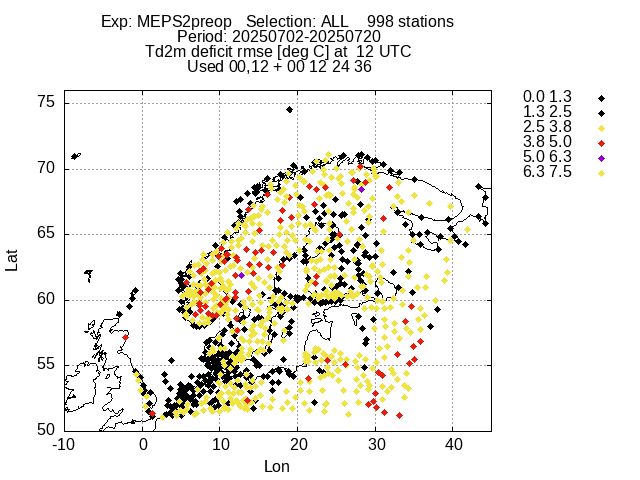 Exp: MEPS2preop   Selection: ALL    998 stations
Period: 20250702-20250720
Td2m deficit rmse [deg C] at  12 UTC
Used 00,12 + 00 12 24 36
0.0 1.3
1.3 2.5
2.5 3.8
3.8 5.0
5.0 6.3
6.3 7.5
75
70
65
60
55
50
Lat
-10 0 10 20 30 40
Lon